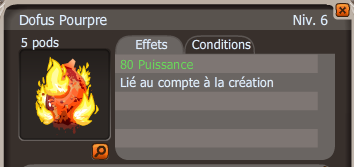 Dofus Pourpre Niv. 6
5 pods
Effets Conditions
80 Puissance
Lié au compte à la création